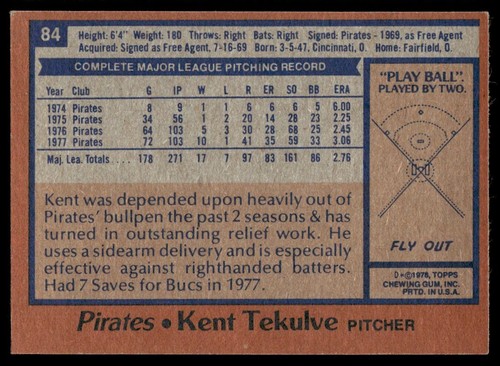 84
Height: 6'4" Weight: 180 Throws: Right Bats: Right Signed: Pirates - 1969, as Free Agent
Acquired: Signed as Free Agent, 7-16-69 Born: 3-5-47, Cincinnati, O. Home: Fairfield, O.
COMPLETE MAJOR LEAGUE PITCHING RECORD
Year Club G IP W L R ER SO BB ERA
1974 Pirates 8 9 1 1 6 6 6 5 6.00
1975 Pirates 34 56 1 2 20 14 28 23 2.25
1976 Pirates 64 103 5 3 30 28 68 25 2.45
1977 Pirates 72 103 10 1 41 35 59 33 3.06
Maj. Lea. Totals.... 178 271 17 7 97 83 161 86 2.76
Kent was depended upon heavily out of
Pirates' bullpen the past 2 seasons & has
turned in outstanding relief work. He
uses a sidearm delivery and is especially
effective against righthanded batters.
Had 7 Saves for Bucs in 1977.
"PLAY BALL".
PLAYED BY TWO.
FLY OUT
D*©1978, TOPPS
CHEWING GUM, INC.
PRTD. IN U.S.A.
Pirates • Kent Tekulve PITCHER